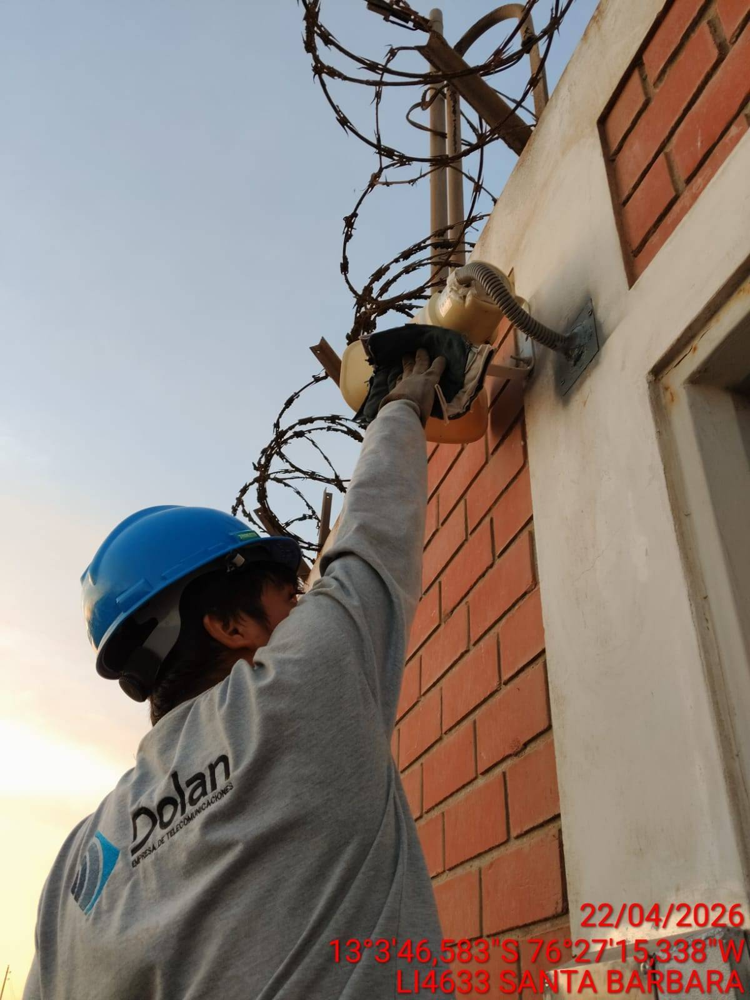 Dolan
EMPRESA DE TELECOMUNICACIONES
22/04/2026
13°3'46,583"S 76°27'15,338"W
LI4633 SANTA BARBARA